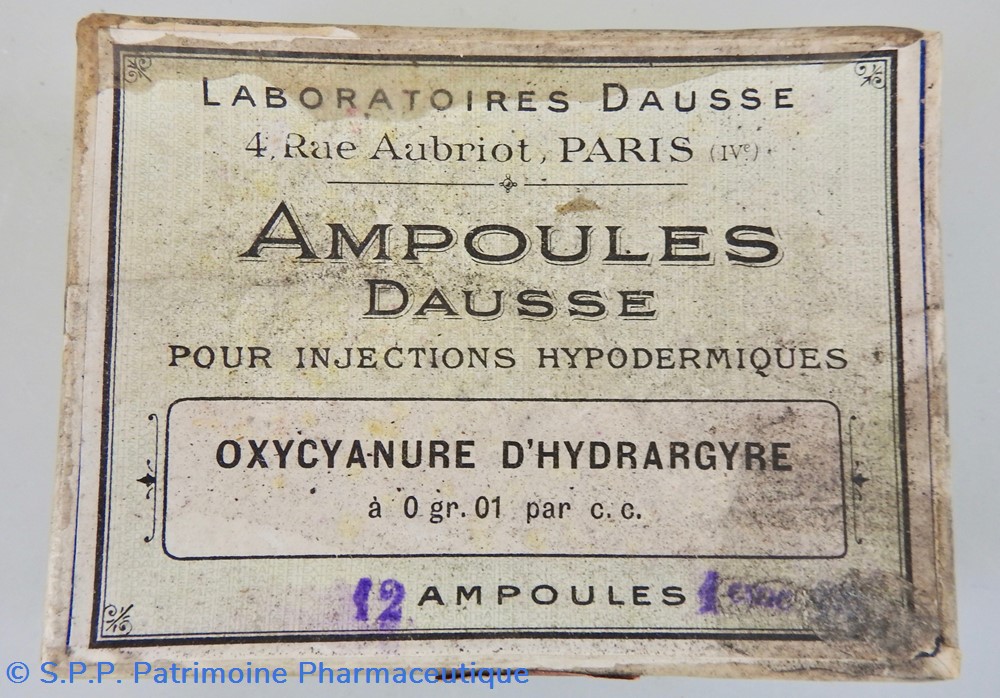 LABORATOIRES DAUSSE
4, Rue Aubriot, PARIS (IVe)
AMPOULES
DAUSSE
POUR INJECTIONS HYPODERMIQUES
OXYCYANURE D'HYDRARGYRE
à 0 gr. 01 par c. c.
12 AMPOULES 1
© S.P.P. Patrimoine Pharmaceutique